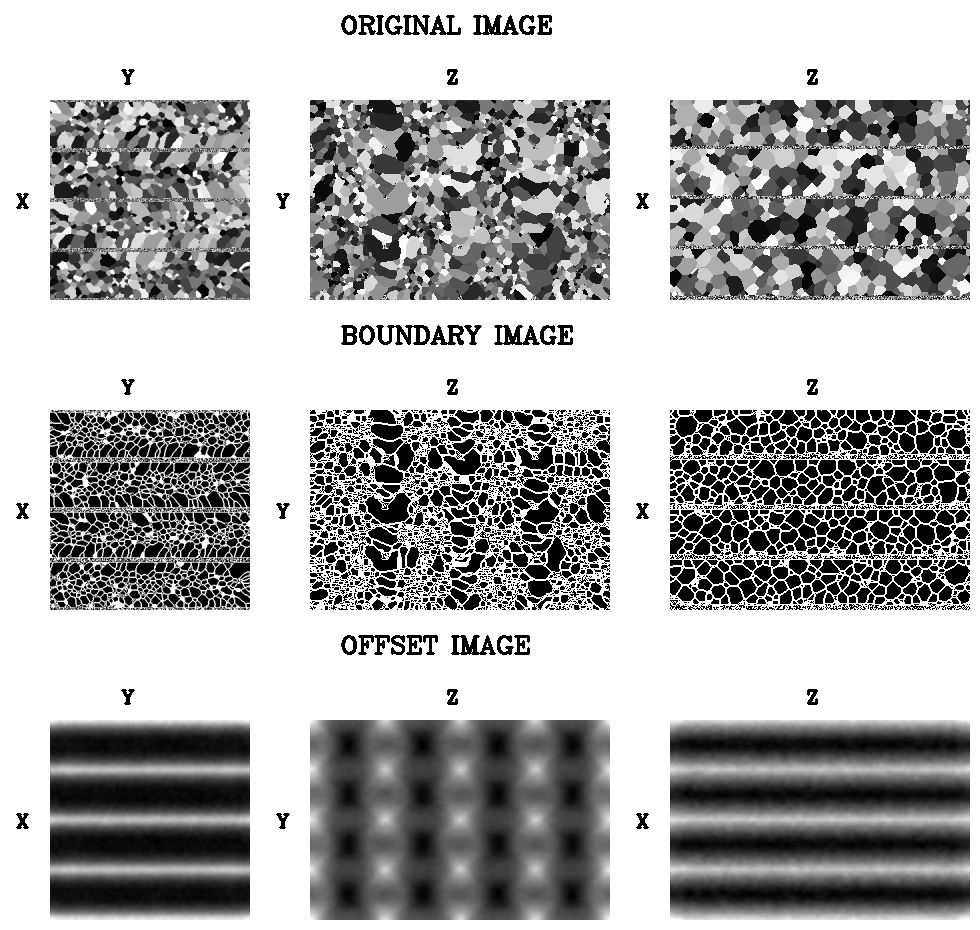 ORIGINAL IMAGE
Y Z Z
X Y X
BOUNDARY IMAGE
Y Z Z
X Y X
OFFSET IMAGE
Y Z Z
X Y X